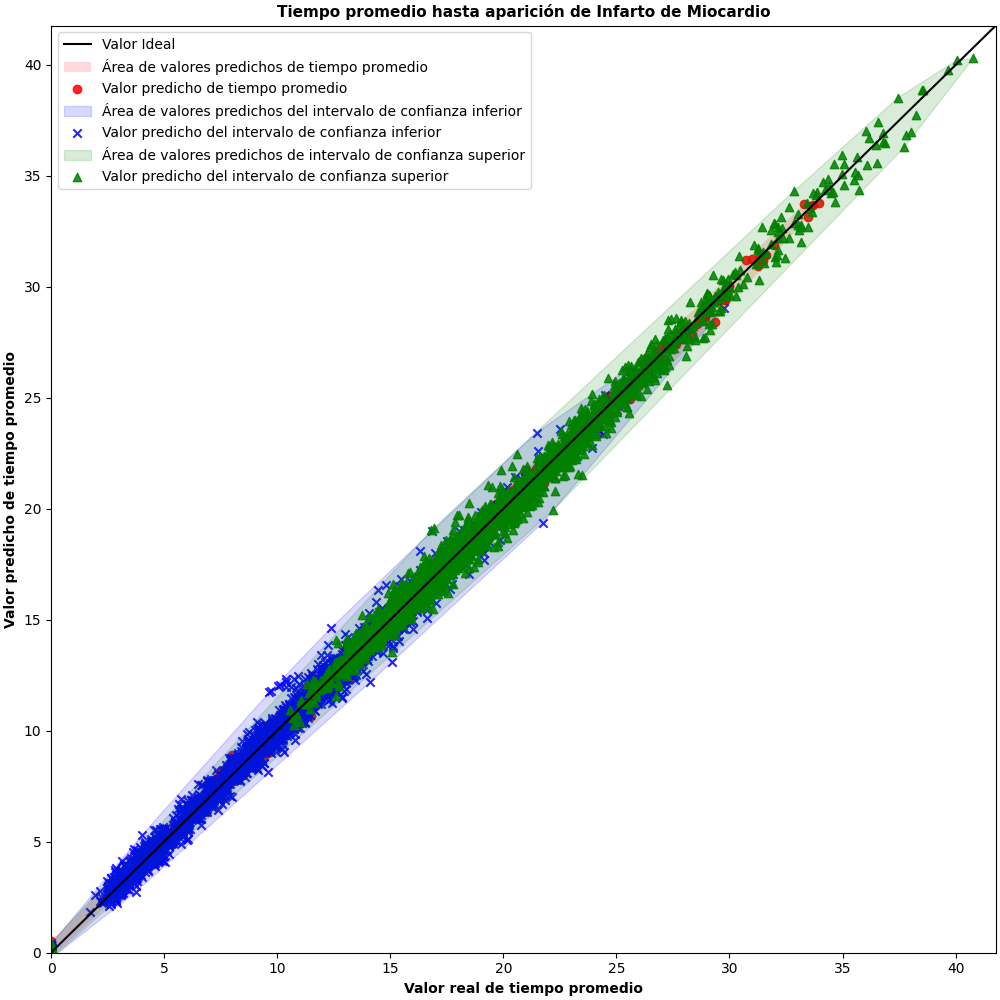 Tiempo promedio hasta aparición de Infarto de Miocardio
Valor Ideal
Área de valores predichos de tiempo promedio
Valor predicho de tiempo promedio
Área de valores predichos del intervalo de confianza inferior
Valor predicho del intervalo de confianza inferior
Área de valores predichos de intervalo de confianza superior
Valor predicho del intervalo de confianza superior
Valor predicho de tiempo promedio
40
35
30
25
20
15
10
5
0
0 5 10 15 20 25 30 35 40
Valor real de tiempo promedio